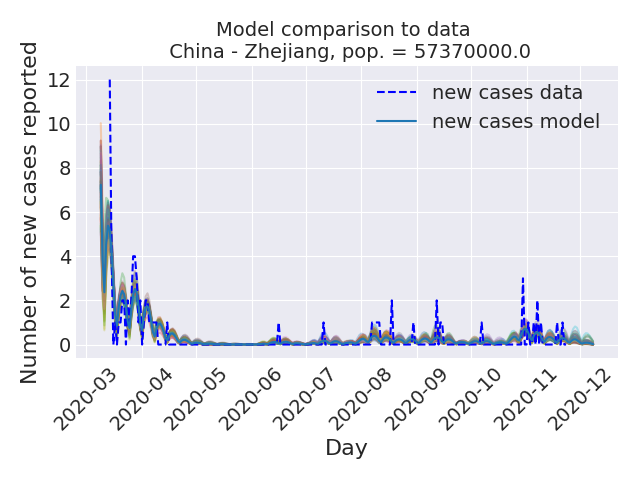 Model comparison to data
China - Zhejiang, pop. = 57370000.0
Number of new cases reported
12
10
8
6
4
2
0
new cases data
new cases model
2020-03
2020-04
2020-05
2020-06
2020-07
2020-08
2020-09
2020-10
2020-11
2020-12
Day